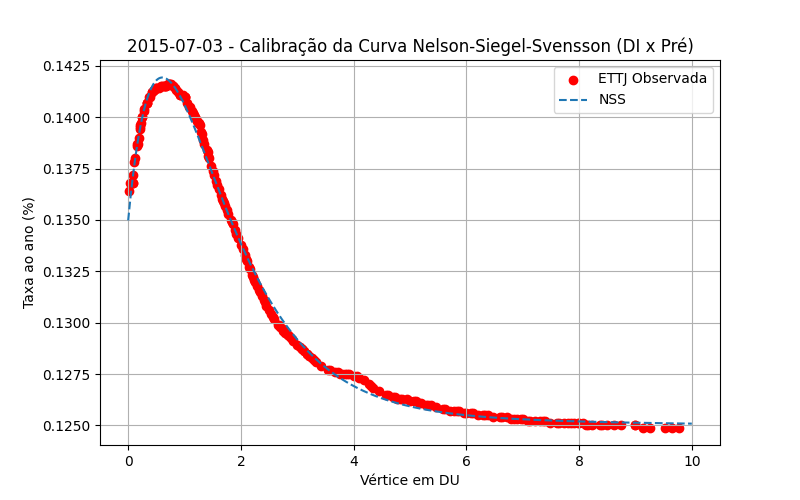 2015-07-03 - Calibração da Curva Nelson-Siegel-Svensson (DI x Pré)
ETTJ Observada
NSS
Taxa ao ano (%)
0.1425
0.1400
0.1375
0.1350
0.1325
0.1300
0.1275
0.1250
0
2
4
6
8
10
Vértice em DU